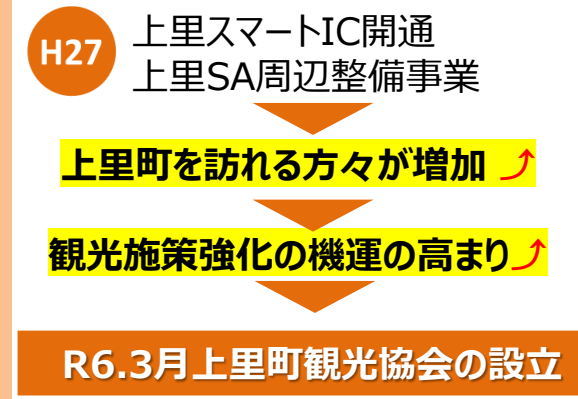 H27
上里スマートIC開通
上里SA周辺整備事業
上里町を訪れる方々が増加
観光施策強化の機運の高まり
R6.3月上里町観光協会の設立